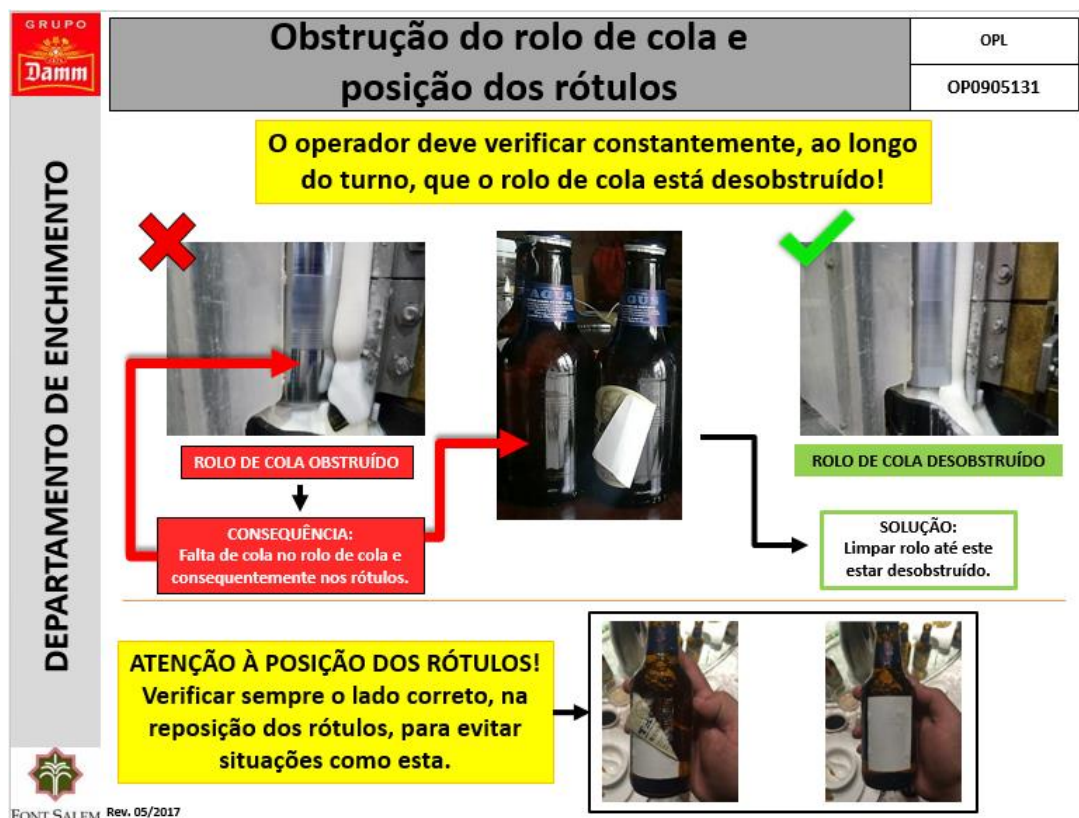 GRUPO
Damm
Obstrução do rolo de cola e
posição dos rótulos
OPL
OP0905131
DEPARTAMENTO DE ENCHIMENTO
O operador deve verificar constantemente, ao longo
do turno, que o rolo de cola está desobstruído!
AGUS
GUS
ROLO DE COLA OBSTRUÍDO
ROLO DE COLA DESOBSTRUÍDO
CONSEQUÊNCIA:
Falta de cola no rolo de cola e
consequentemente nos rótulos.
SOLUÇÃO:
Limpar rolo até este
estar desobstruído.
ATENÇÃO À POSIÇÃO DOS RÓTULOS!
Verificar sempre o lado correto, na
reposição dos rótulos, para evitar
situações como esta.
FONT SALEM
Rev. 05/2017